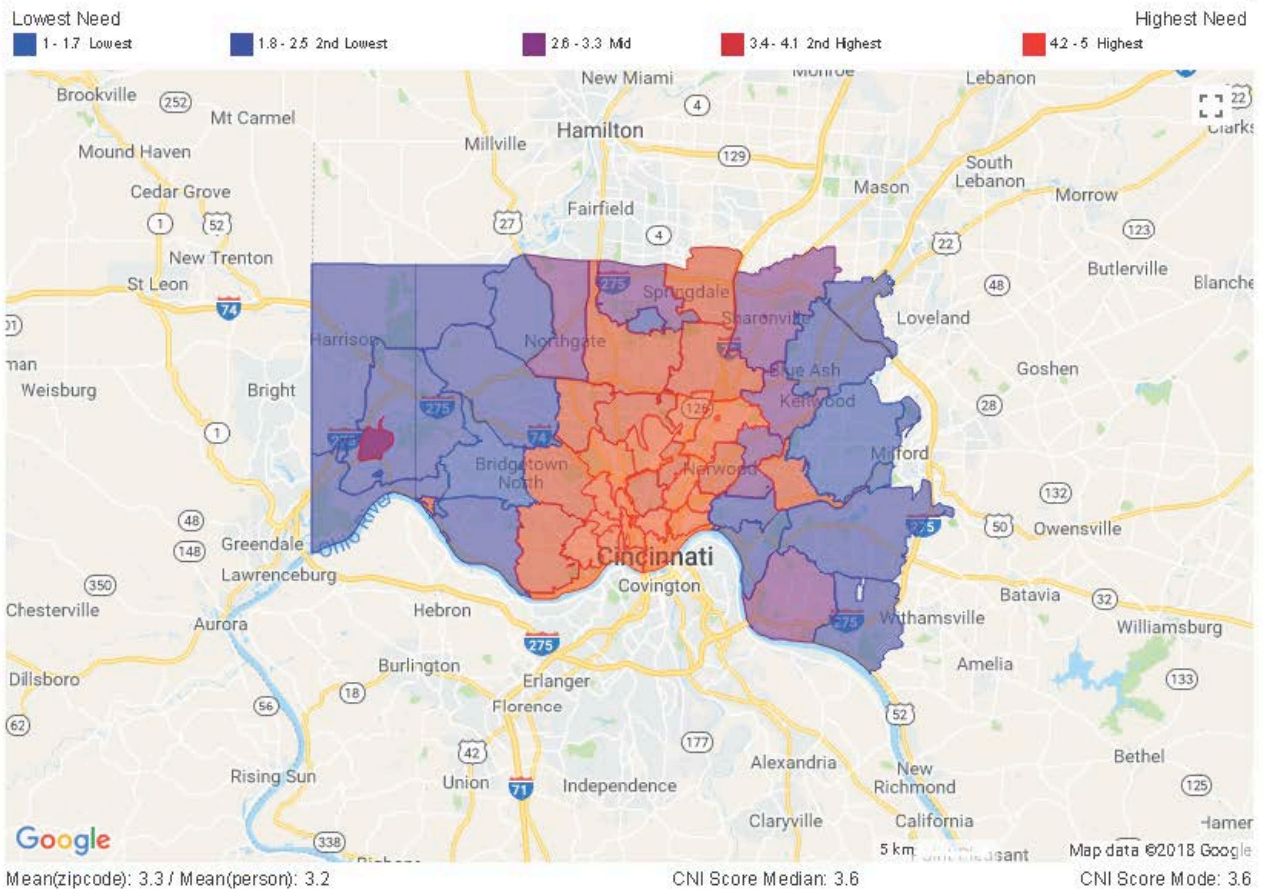 Lowest Need
Highest Need
1 - 1.7 Lowest
1.8 - 2.5 2nd Lowest
2.6 - 3.3 Mid
3.4 - 4.1 2nd Highest
4.2 - 5 Highest
New Miami
Monroe
Lebanon
Brookville
252
4
22
Mt Carmel
Hamilton
Mound Haven
Millville
129
South
Lebanon
Mason
Cedar Grove
Morrow
Fairfield
1
52
27
4
123
22
New Trenton
Butlerville
St Leon
275
48
Blanche
74
Springdale
Sharonville
Loveland
Harrison
Northgate
Weisburg
Bright
Blue Ash
Goshen
275
126
Kenwood
28
1
74
Bridgetown
North
Norwood
Milford
48
132
Greendale
Ohio River
275
50
Owensville
148
Cincinnati
Lawrenceburg
Covington
350
Batavia
32
Chesterville
Hebron
275
Withamsville
Williamsburg
Aurora
275
Burlington
Amelia
Dillsboro
Erlanger
133
18
56
Florence
62
52
42
177
Bethel
Rising Sun
Union
71
Independence
Alexandria
New
Richmond
125
Claryville
California
Google
338
5 km
Map data ©2018 Google
Mean(zipcode): 3.3 / Mean(person): 3.2
CNI Score Median: 3.6
CNI Score Mode: 3.6